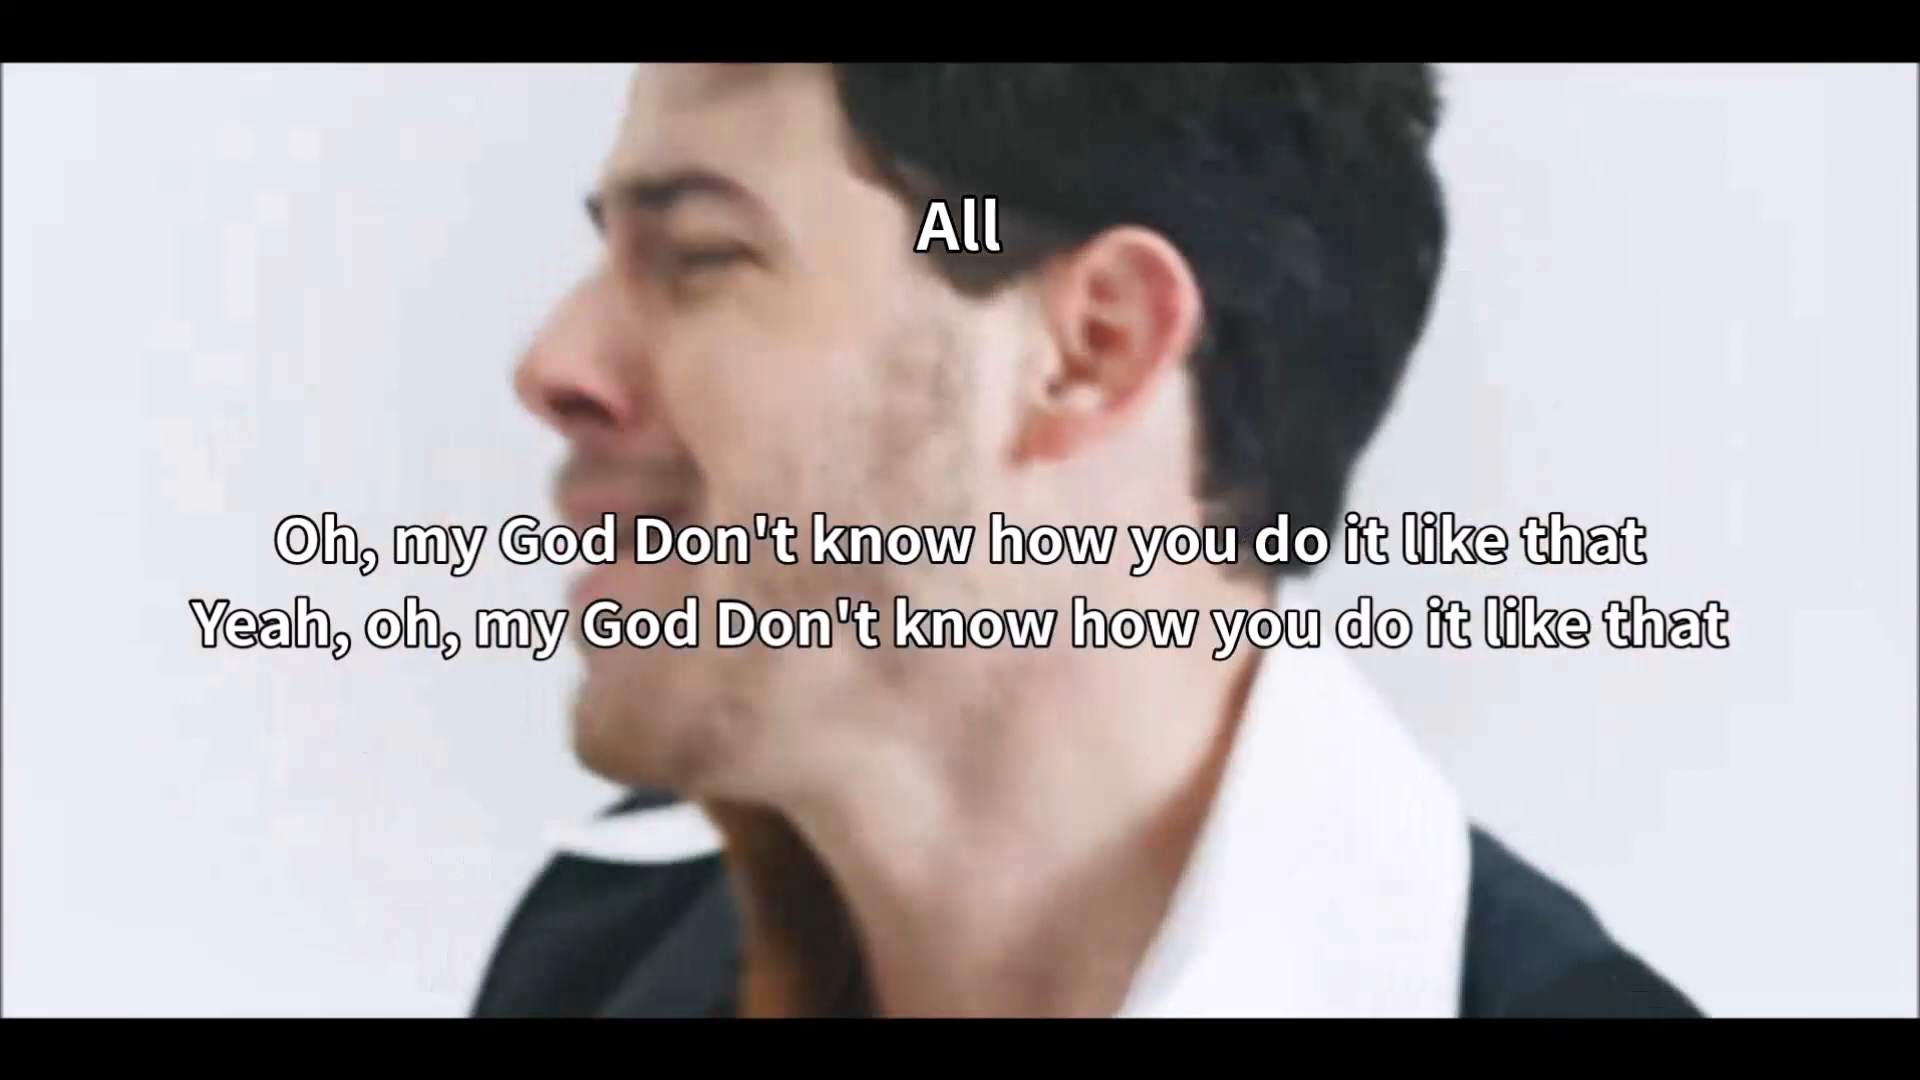 All
Oh, my God Don't know how you do it like that
Yeah, oh, my God Don't know how you do it like that